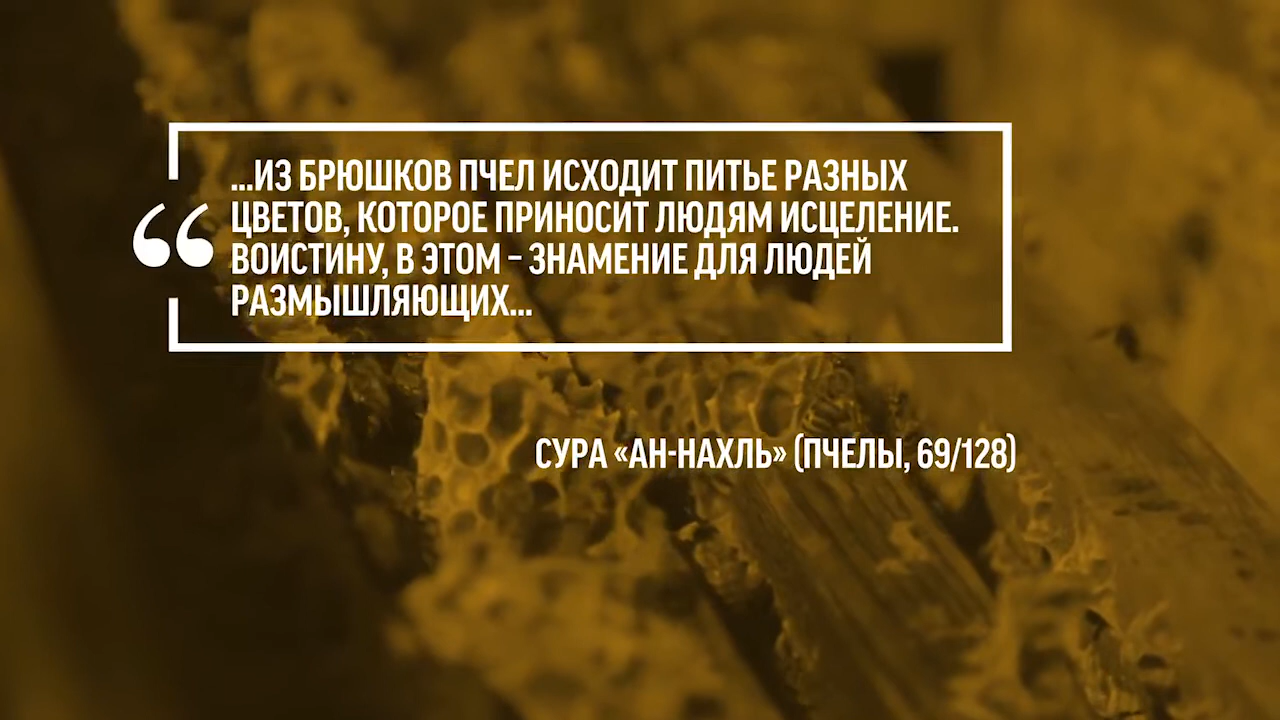 ...ИЗ БРЮШКОВ ПЧЕЛ ИСХОДИТ ПИТЬЕ РАЗНЫХ
ЦВЕТОВ, КОТОРОЕ ПРИНОСИТ ЛЮДЯМ ИСЦЕЛЕНИЕ.
ВОИСТИНУ, В ЭТОМ – ЗНАМЕНИЕ ДЛЯ ЛЮДЕЙ
РАЗМЫШЛЯЮЩИХ...
СУРА «АН-НАХЛЬ» (ПЧЕЛЫ, 69/128)